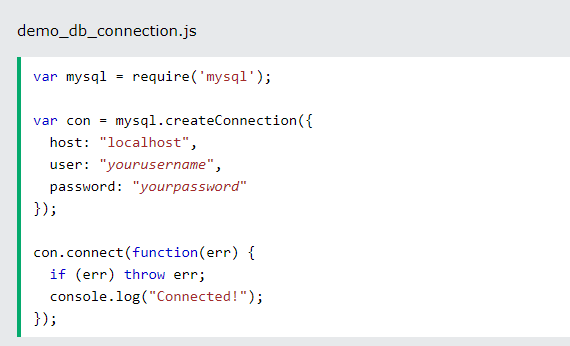 demo_db_connection.js
var mysql = require('mysql');
var con = mysql.createConnection({
  host: "localhost",
  user: "yourusername",
  password: "yourpassword"
});
con.connect(function(err) {
  if (err) throw err;
  console.log("Connected!");
});